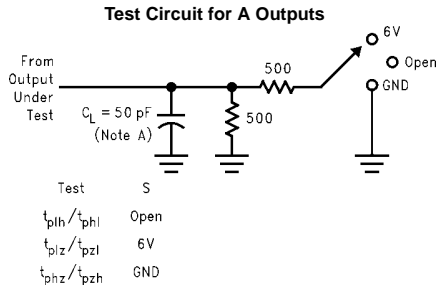 Test Circuit for A Outputs
From
Output
Under
Test
C_L = 50 pF
(Note A)
500
500
6V
Open
GND
Test S
t_plh/t_phl Open
t_plz/t_pzl 6V
t_phz/t_pzh GND